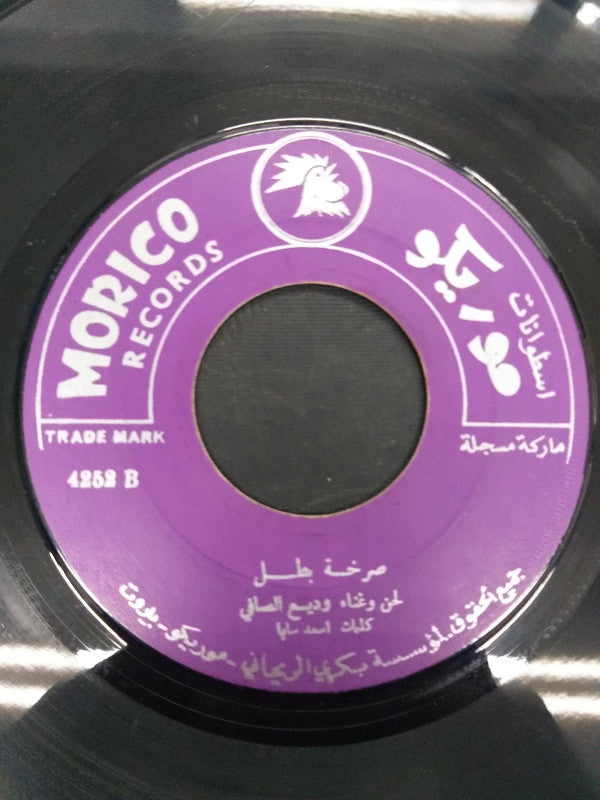 MORICO
RECORDS
اسطوانات
موريكو
TRADE MARK
ماركة مسجلة
4252 B
صرخة بطل
لحن وغناء وديع الصافي
كلمات اسعد سابا
جميع الحقوق لمؤسسة بكري الريحاني - موريكو - بيروت